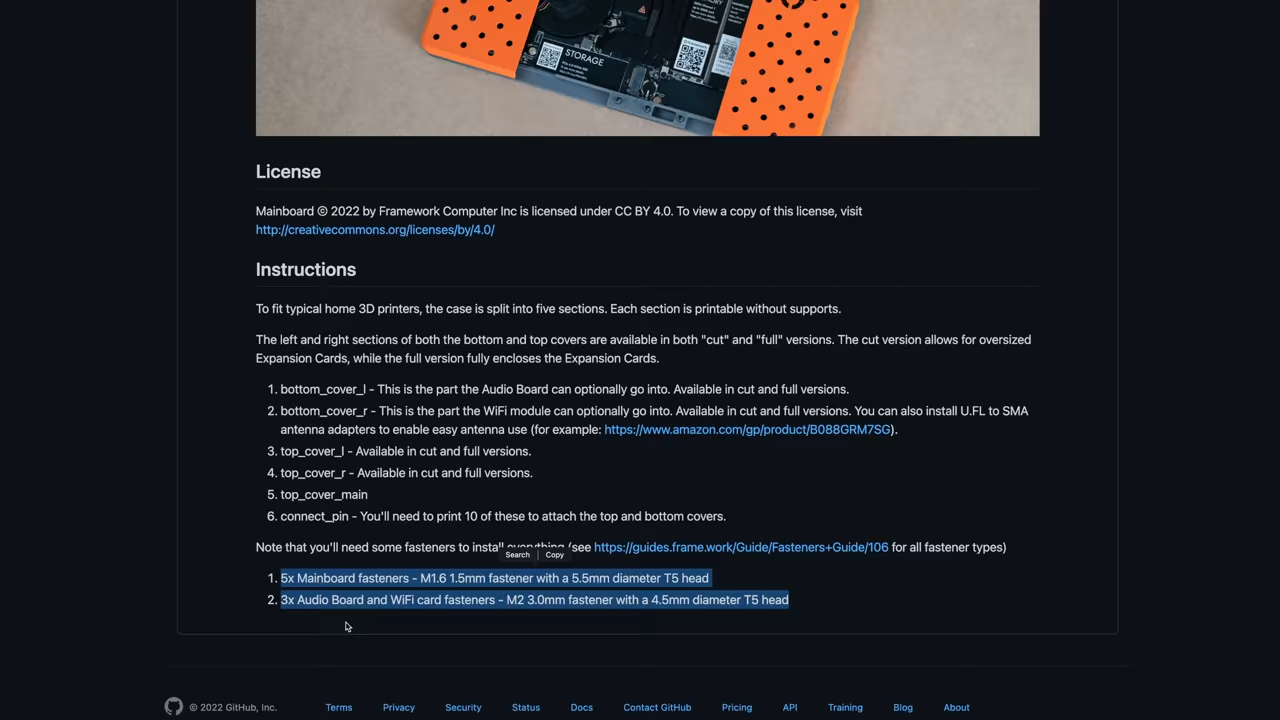 STORAGE
License
Mainboard © 2022 by Framework Computer Inc is licensed under CC BY 4.0. To view a copy of this license, visit
http://creativecommons.org/licenses/by/4.0/
Instructions
To fit typical home 3D printers, the case is split into five sections. Each section is printable without supports.
The left and right sections of both the bottom and top covers are available in both "cut" and "full" versions. The cut version allows for oversized
Expansion Cards, while the full version fully encloses the Expansion Cards.
1. bottom_cover_l - This is the part the Audio Board can optionally go into. Available in cut and full versions.
2. bottom_cover_r - This is the part the WiFi module can optionally go into. Available in cut and full versions. You can also install U.FL to SMA
antenna adapters to enable easy antenna use (for example: https://www.amazon.com/gp/product/B088GRM7SG).
3. top_cover_l - Available in cut and full versions.
4. top_cover_r - Available in cut and full versions.
5. top_cover_main
6. connect_pin - You'll need to print 10 of these to attach the top and bottom covers.
Note that you'll need some fasteners to install everything (see https://guides.frame.work/Guide/Fasteners+Guide/106 for all fastener types)
Search Copy
1. 5x Mainboard fasteners - M1.6 1.5mm fastener with a 5.5mm diameter T5 head
2. 3x Audio Board and WiFi card fasteners - M2 3.0mm fastener with a 4.5mm diameter T5 head
© 2022 GitHub, Inc. Terms Privacy Security Status Docs Contact GitHub Pricing API Training Blog About